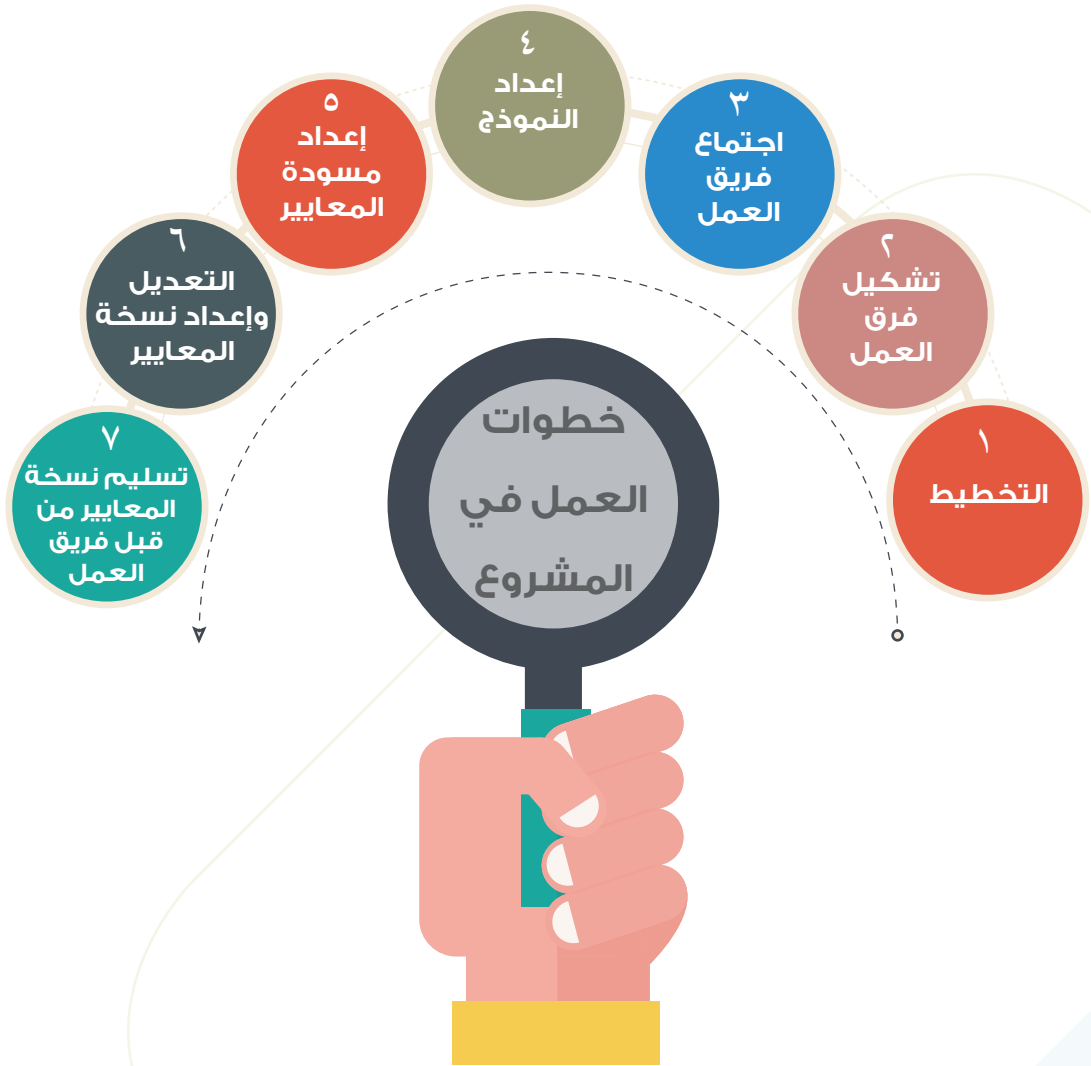 خطوات
العمل في
المشروع
١
التخطيط
٢
تشكيل
فرق
العمل
٣
اجتماع
فريق
العمل
٤
إعداد
النموذج
٥
إعداد
مسودة
المعايير
٦
التعديل
وإعداد نسخة
المعايير
٧
تسليم نسخة
المعايير من
قبل فريق
العمل